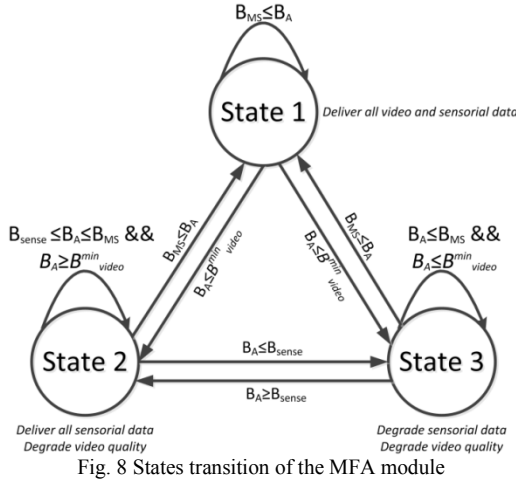 B_MS≤B_A
State 1
Deliver all video and sensorial data
B_MS≤B_A
B_A≤B^min_video
B_A≤B^min_video
B_MS≤B_A
B_sense ≤B_A≤B_MS &&
B_A≥B^min_video
B_A≤B_MS &&
B_A≤B^min_video
State 2
B_A≤B_sense
B_A≥B_sense
State 3
Deliver all sensorial data
Degrade video quality
Degrade sensorial data
Degrade video quality
Fig. 8 States transition of the MFA module